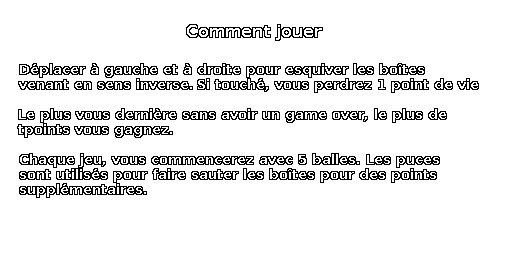 Comment jouer
Déplacer à gauche et à droite pour esquiver les boîtes
venant en sens inverse. Si touché, vous perdrez 1 point de vie
Le plus vous dernière sans avoir un game over, le plus de
tpoints vous gagnez.
Chaque jeu, vous commencerez avec 5 balles. Les puces
sont utilisés pour faire sauter les boîtes pour des points
supplémentaires.